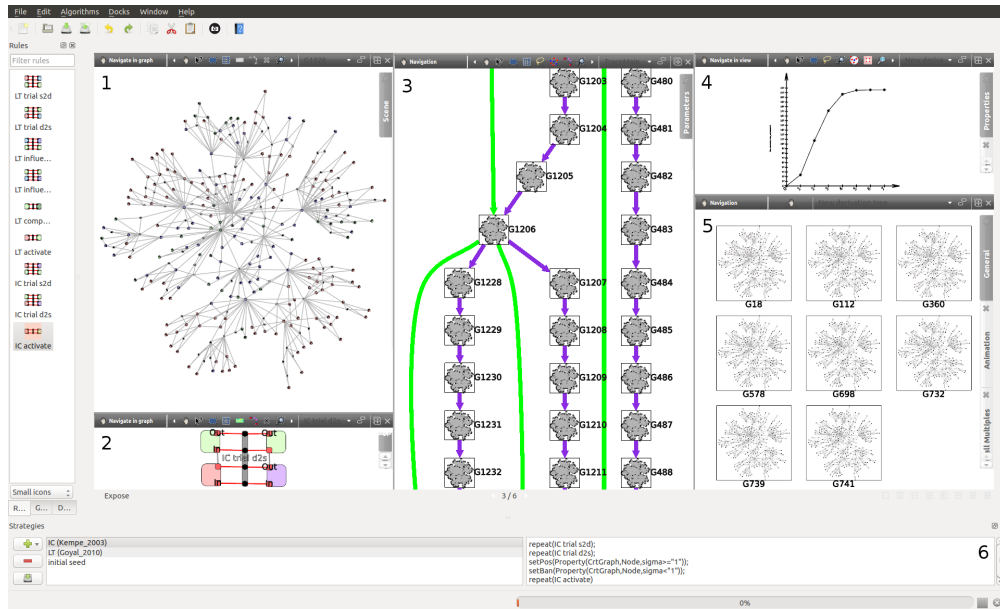 File Edit Algorithms Docks Window Help
Rules
Filter rules
LT trial s2d
LT trial d2s
LT influe...
LT influe...
LT comp...
LT activate
IC trial s2d
IC trial d2s
IC activate
Small icons
R... G... D...
Navigate in graph
1
Scene
Navigate in graph
2
Out Out
In
IC trial d2s
Out
In
Navigation
3
Parameters
G1203
G1204
G1205
G1206
G1228
G1229
G1230
G1231
G1232
G1207
G1208
G1209
G1210
G1211
G480
G481
G482
G483
G484
G485
G486
G487
G488
Navigate in view
4
Properties
Navigation
5
General
Animation
G18 G112 G360
G578 G698 G732
G739 G741
Expose
3 / 6
Strategies
IC (Kempe_2003)
LT (Goyal_2010)
initial seed
repeat(IC trial s2d);
repeat(IC trial d2s);
setPos(Property(CrtGraph,Node,sigma>="1"));
setBan(Property(CrtGraph,Node,sigma<"1"));
repeat(IC activate)
6
0%